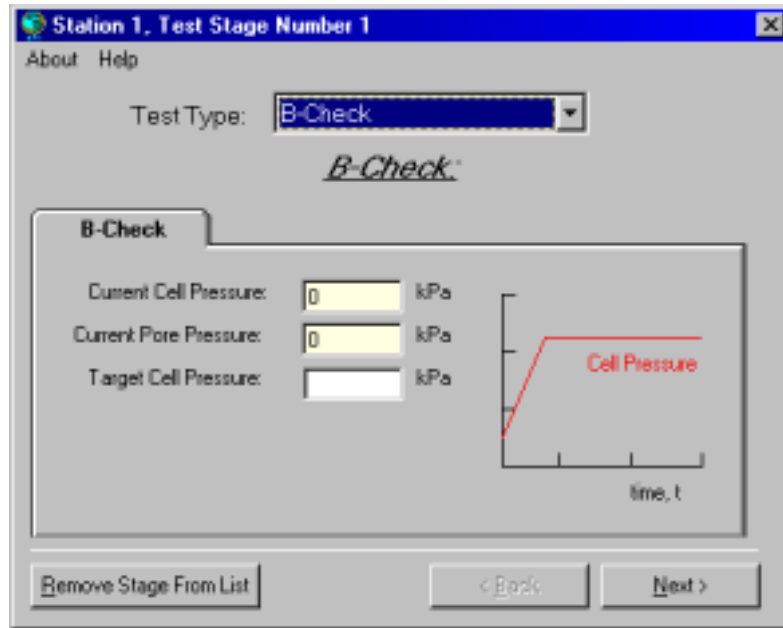 Station 1, Test Stage Number 1
About Help
Test Type: B-Check
B-Check:
B-Check
Current Cell Pressure: 0 kPa
Current Pore Pressure: 0 kPa
Target Cell Pressure: kPa
Cell Pressure
time, t
Remove Stage From List < Back Next >